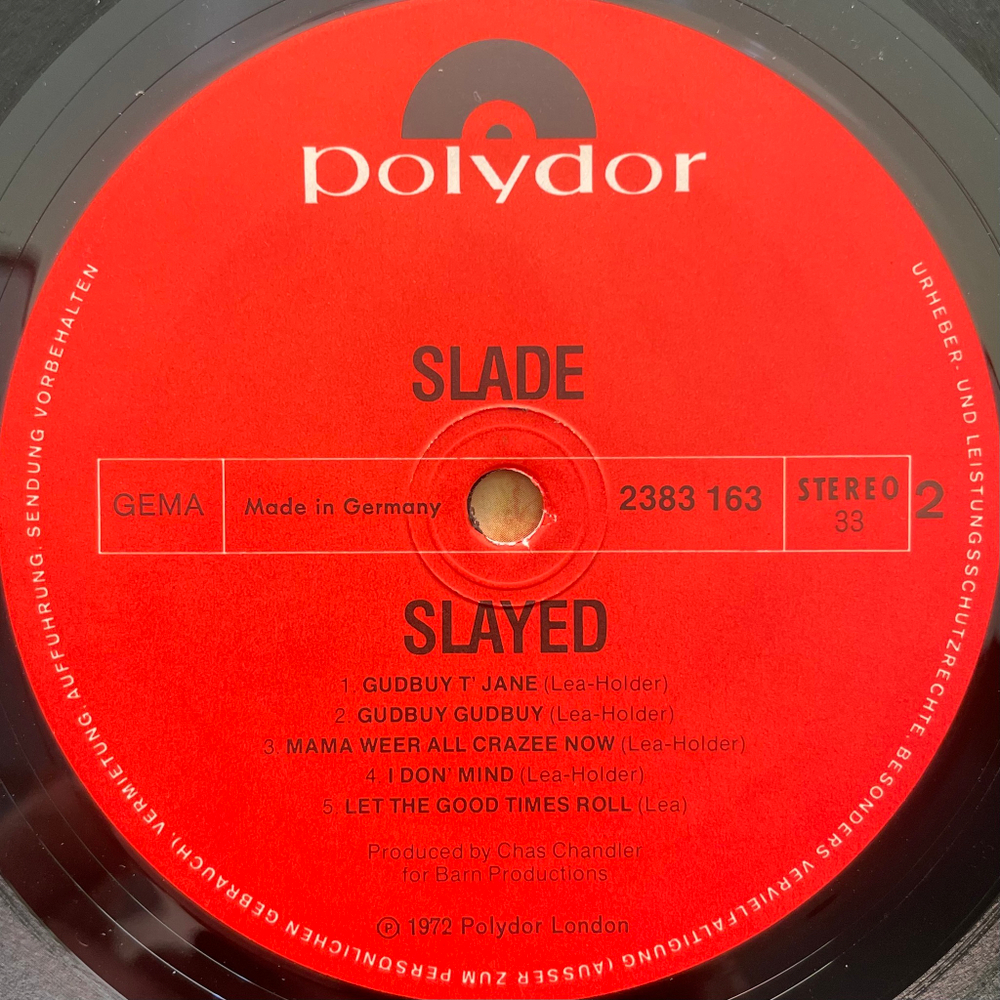 polydor
SLADE
GEMA
Made in Germany
2383 163
STEREO
33
2
SLAYED
1. GUDBUY T' JANE (Lea-Holder)
2. GUDBUY GUDBUY (Lea-Holder)
3. MAMA WEER ALL CRAZEE NOW (Lea-Holder)
4. I DON' MIND (Lea-Holder)
5. LET THE GOOD TIMES ROLL (Lea)
Produced by Chas Chandler
for Barn Productions
℗ 1972 Polydor London
URHEBER- UND LEISTUNGSSCHUTZRECHTE, BESONDERS VERVIELFALTIGUNG (AUSSER ZUM PERSONLICHEN GEBRAUCH), VERMIETUNG, AUFFUHRUNG, SENDUNG VORBEHALTEN